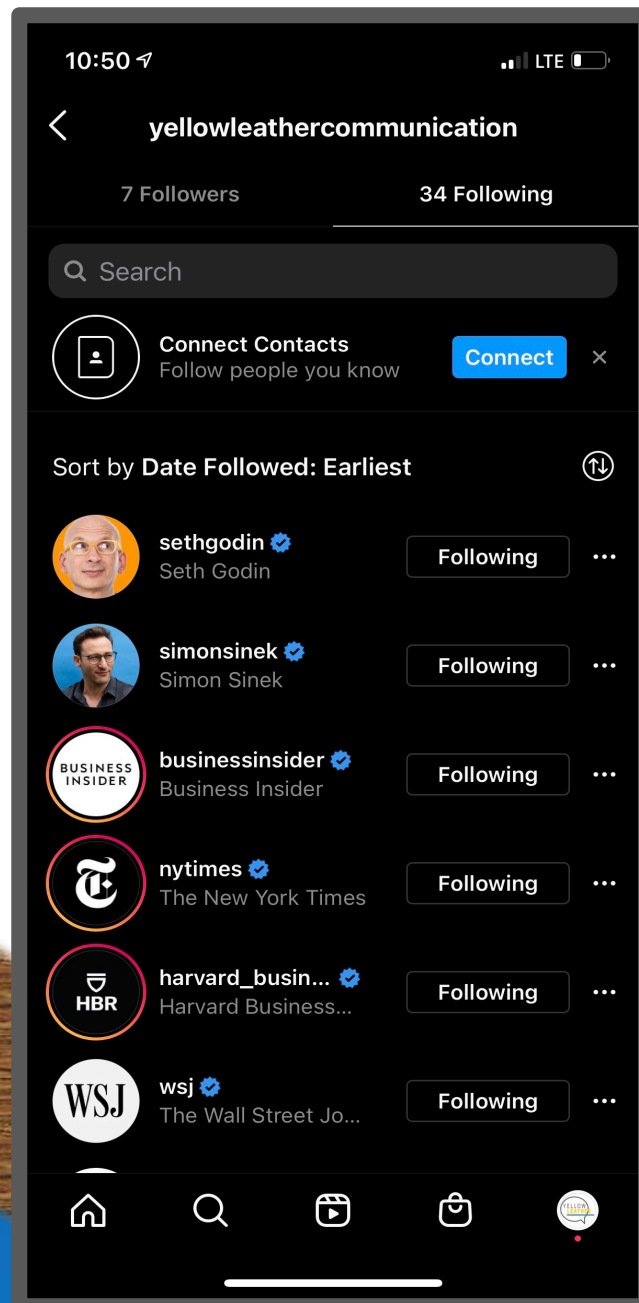 10:50
LTE
yellowleathercommunication
7 Followers
34 Following
Search
Connect Contacts
Follow people you know
Connect
Sort by Date Followed: Earliest
sethgodin
Seth Godin
Following
simonsinek
Simon Sinek
Following
BUSINESS
INSIDER
businessinsider
Business Insider
Following
nytimes
The New York Times
Following
HBR
harvard_busin...
Harvard Business...
Following
WSJ
wsj
The Wall Street Jo...
Following
YELLOW
LEATHER